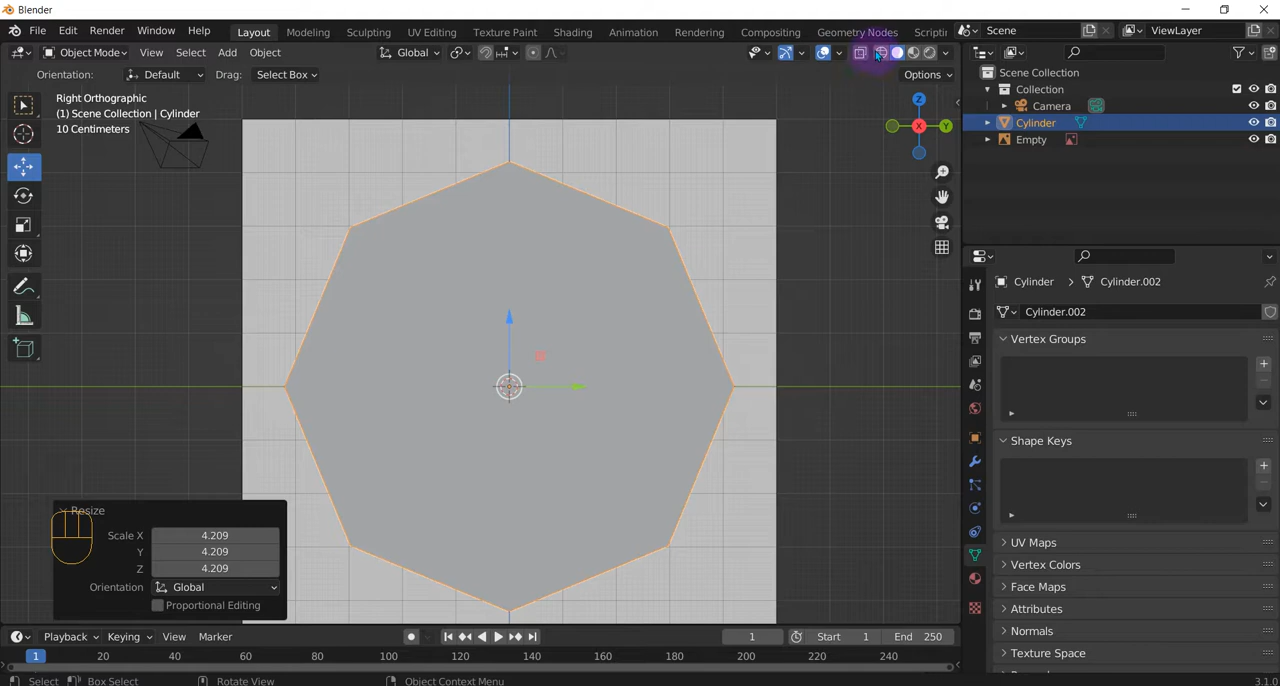 Blender
File Edit Render Window Help
Layout Modeling Sculpting UV Editing Texture Paint Shading Animation Rendering Compositing Geometry Nodes Scriptin
Scene
ViewLayer
Object Mode View Select Add Object
Global
Orientation: Default Drag: Select Box
Options
Right Orthographic
(1) Scene Collection | Cylinder
10 Centimeters
Z
X
Y
Scene Collection
Collection
Camera
Cylinder
Empty
Cylinder > Cylinder.002
Cylinder.002
Vertex Groups
Shape Keys
UV Maps
Vertex Colors
Face Maps
Attributes
Normals
Texture Space
Resize
Scale X 4.209
Y 4.209
Z 4.209
Orientation Global
Proportional Editing
Playback Keying View Marker
1 Start 1 End 250
1 20 40 60 80 100 120 140 160 180 200 220 240
Select Box Select Rotate View Object Context Menu 3.1.0